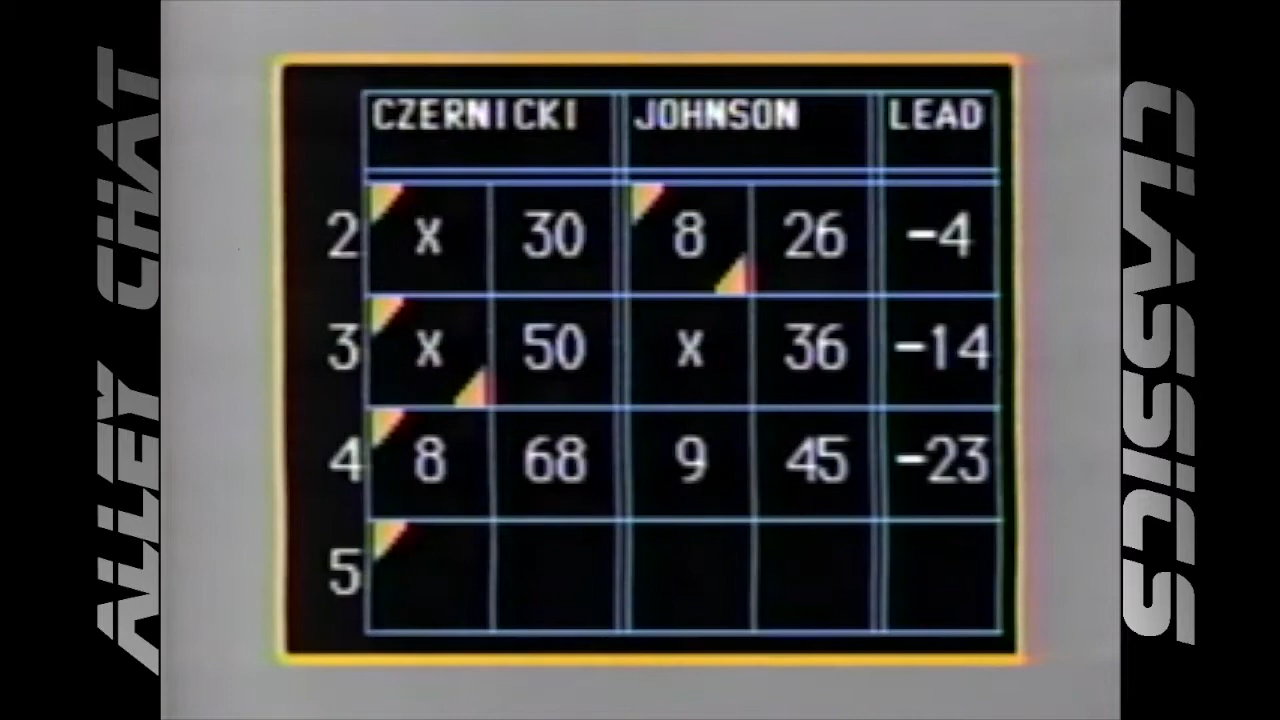 ALLEY CHAT
CZERNICKI JOHNSON LEAD
2 X 30 8 26 -4
3 X 50 X 36 -14
4 8 68 9 45 -23
5
CLASSICS